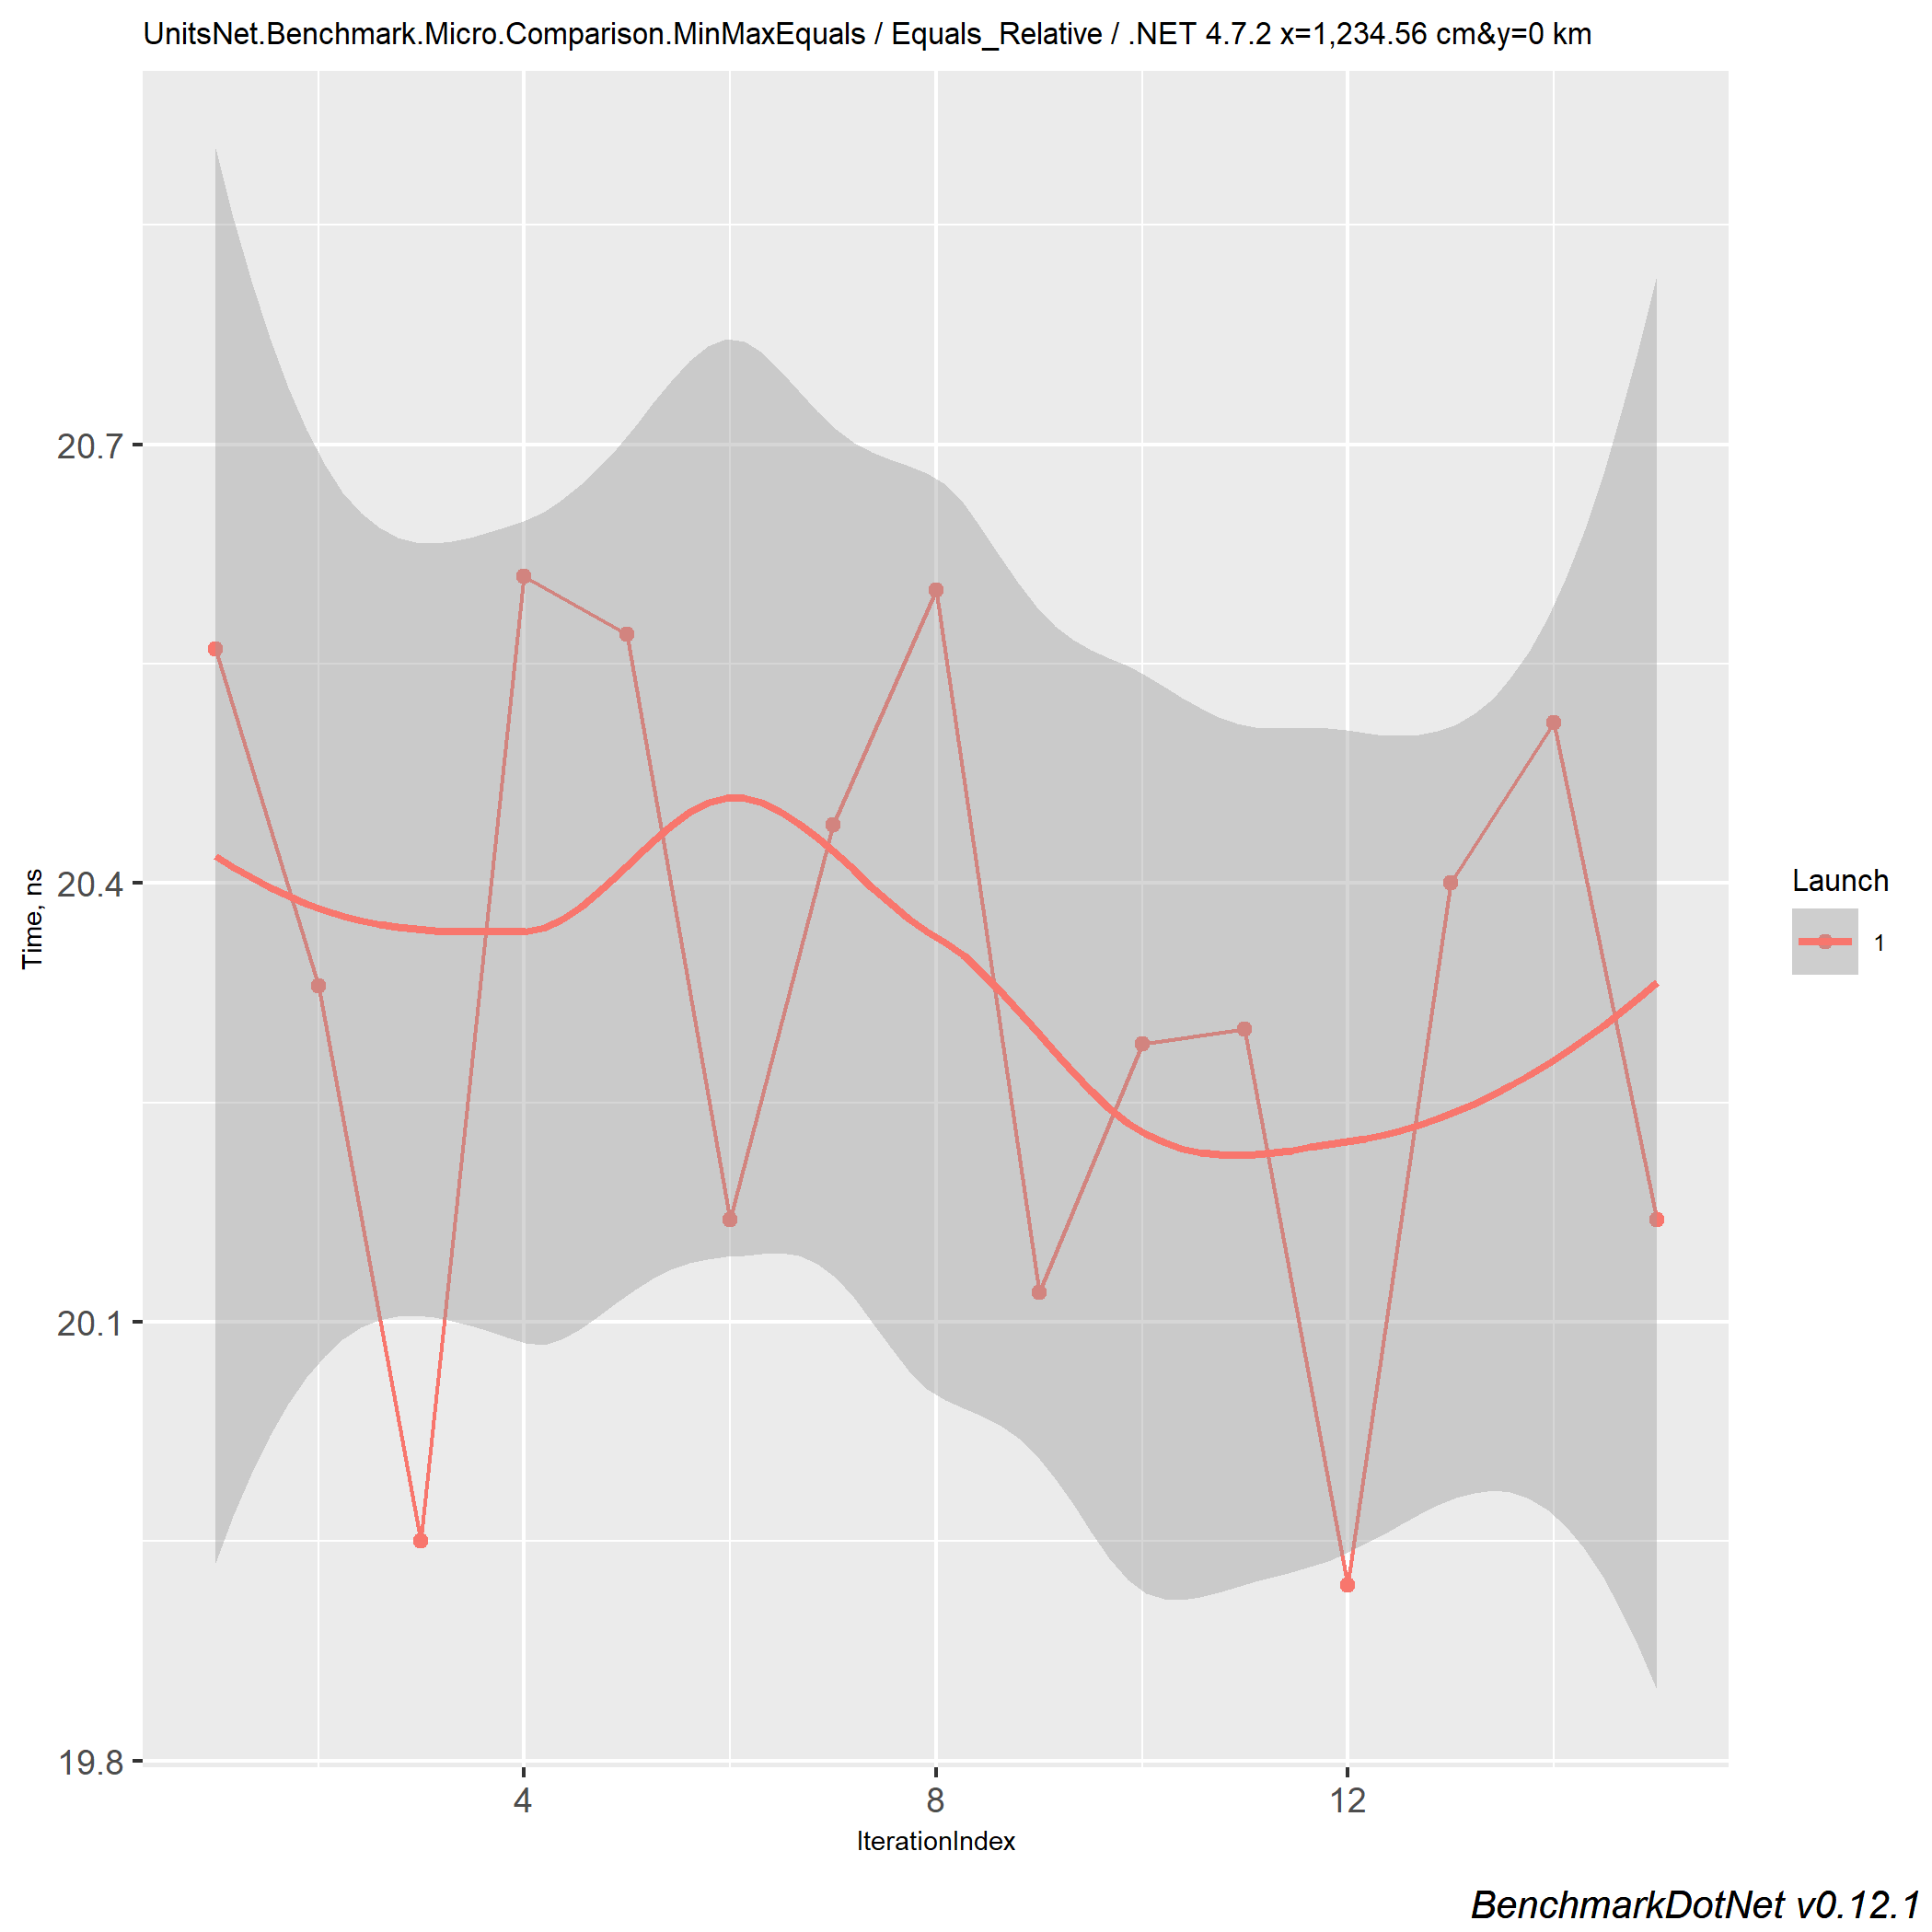 UnitsNet.Benchmark.Micro.Comparison.MinMaxEquals / Equals_Relative / .NET 4.7.2 x=1,234.56 cm&y=0 km
Time, ns
20.7
20.4
20.1
19.8
4
8
12
IterationIndex
Launch
1
BenchmarkDotNet v0.12.1